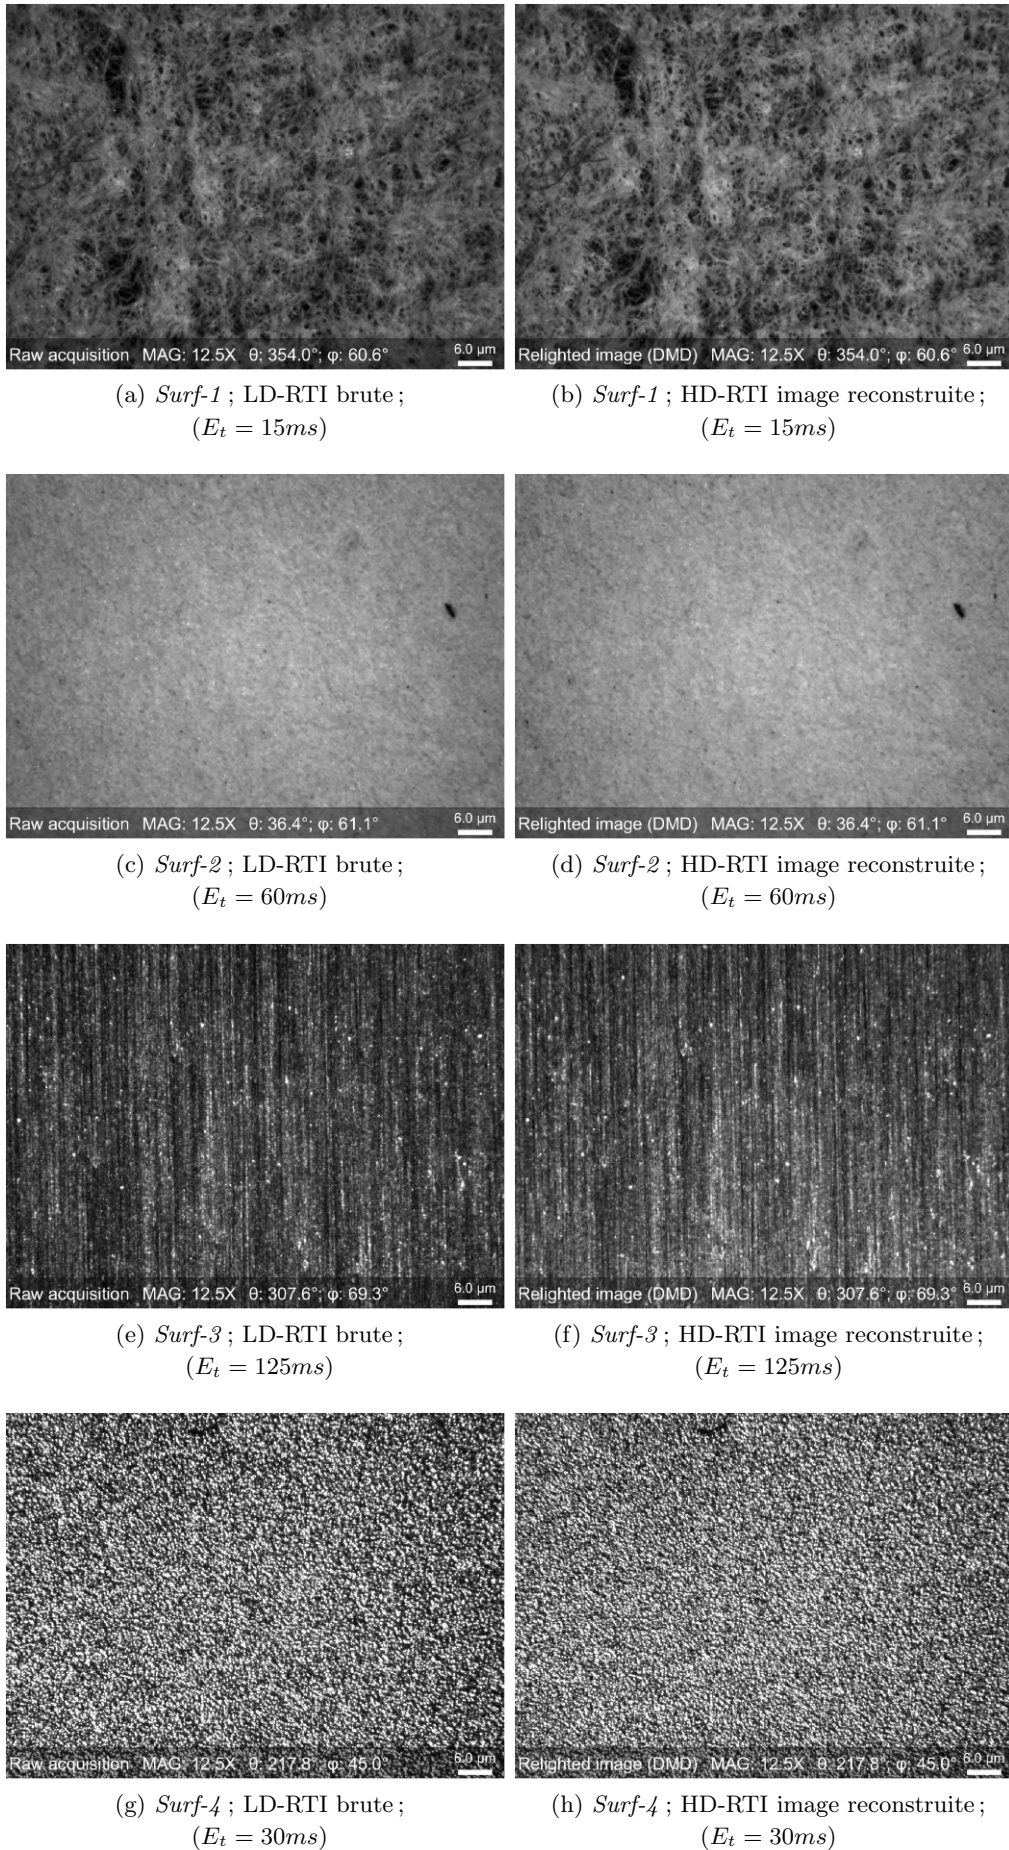 Raw acquisition MAG: 12.5X θ: 354.0°; φ: 60.6° 6.0 µm
Relighted image (DMD) MAG: 12.5X θ: 354.0°; φ: 60.6° 6.0 µm
(a) Surf-1 ; LD-RTI brute ;
(E_t = 15ms)
(b) Surf-1 ; HD-RTI image reconstruite ;
(E_t = 15ms)
Raw acquisition MAG: 12.5X θ: 36.4°; φ: 61.1° 6.0 µm
Relighted image (DMD) MAG: 12.5X θ: 36.4°; φ: 61.1° 6.0 µm
(c) Surf-2 ; LD-RTI brute ;
(E_t = 60ms)
(d) Surf-2 ; HD-RTI image reconstruite ;
(E_t = 60ms)
Raw acquisition MAG: 12.5X θ: 307.6°; φ: 69.3° 6.0 µm
Relighted image (DMD) MAG: 12.5X θ: 307.6°; φ: 69.3° 6.0 µm
(e) Surf-3 ; LD-RTI brute ;
(E_t = 125ms)
(f) Surf-3 ; HD-RTI image reconstruite ;
(E_t = 125ms)
Raw acquisition MAG: 12.5X θ: 217.8° φ: 45.0° 6.0 µm
Relighted image (DMD) MAG: 12.5X θ: 217.8°; φ: 45.0° 6.0 µm
(g) Surf-4 ; LD-RTI brute ;
(E_t = 30ms)
(h) Surf-4 ; HD-RTI image reconstruite ;
(E_t = 30ms)